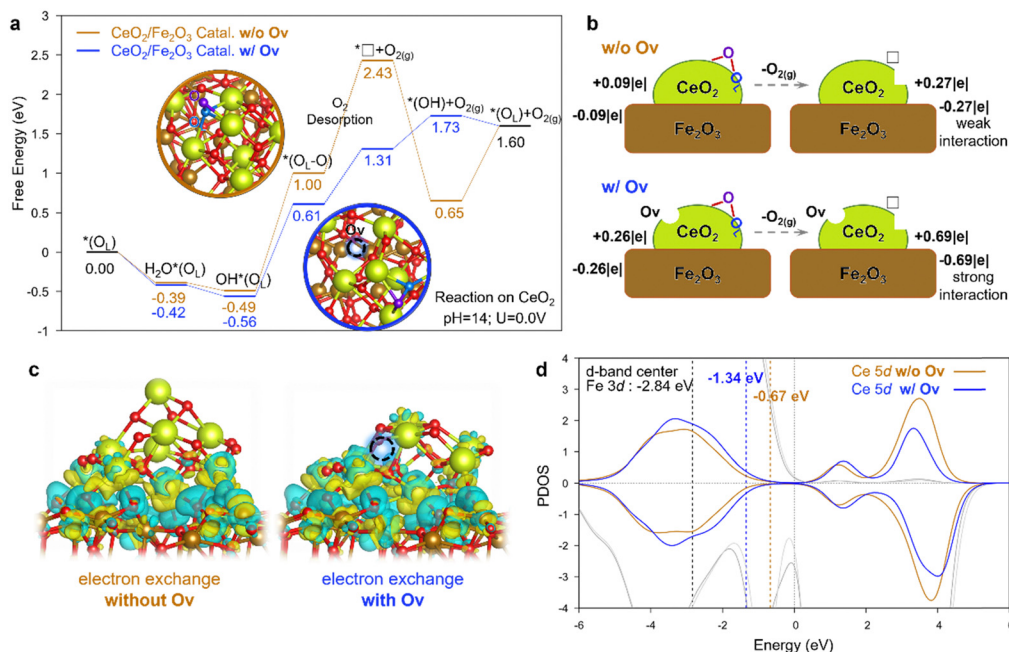 a
CeO2/Fe2O3 Catal. w/o Ov
CeO2/Fe2O3 Catal. w/ Ov
Free Energy (eV)
3
2.5
2
1.5
1
0.5
0
-0.5
-1
*(OL)
0.00
H2O*(OL)
-0.39
-0.42
OH*(OL)
-0.49
-0.56
*(OL-O)
1.00
0.61
O2
Desorption
*□+O2(g)
2.43
1.31
*(OH)+O2(g)
1.73
0.65
*(OL)+O2(g)
1.60
Ov
Reaction on CeO2
pH=14; U=0.0V
b
w/o Ov
+0.09|e|
-0.09|e|
O
OL
CeO2
Fe2O3
-O2(g)
CeO2
Fe2O3
+0.27|e|
-0.27|e|
weak
interaction
w/ Ov
Ov
+0.26|e|
-0.26|e|
O
OL
CeO2
Fe2O3
-O2(g)
Ov
CeO2
Fe2O3
+0.69|e|
-0.69|e|
strong
interaction
c
electron exchange
without Ov
electron exchange
with Ov
d
d-band center
Fe 3d : -2.84 eV
-1.34 eV
-0.67 eV
Ce 5d w/o Ov
Ce 5d w/ Ov
PDOS
4
3
2
1
0
1
2
-3
-4
-6
-4
-2
0
2
4
6
Energy (eV)